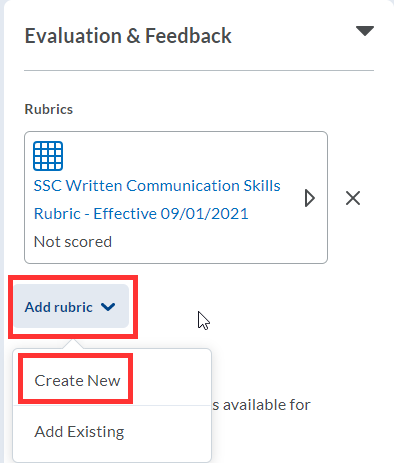 Evaluation & Feedback
Rubrics
SSC Written Communication Skills
Rubric - Effective 09/01/2021
Not scored
Add rubric
Create New
s available for
Add Existing